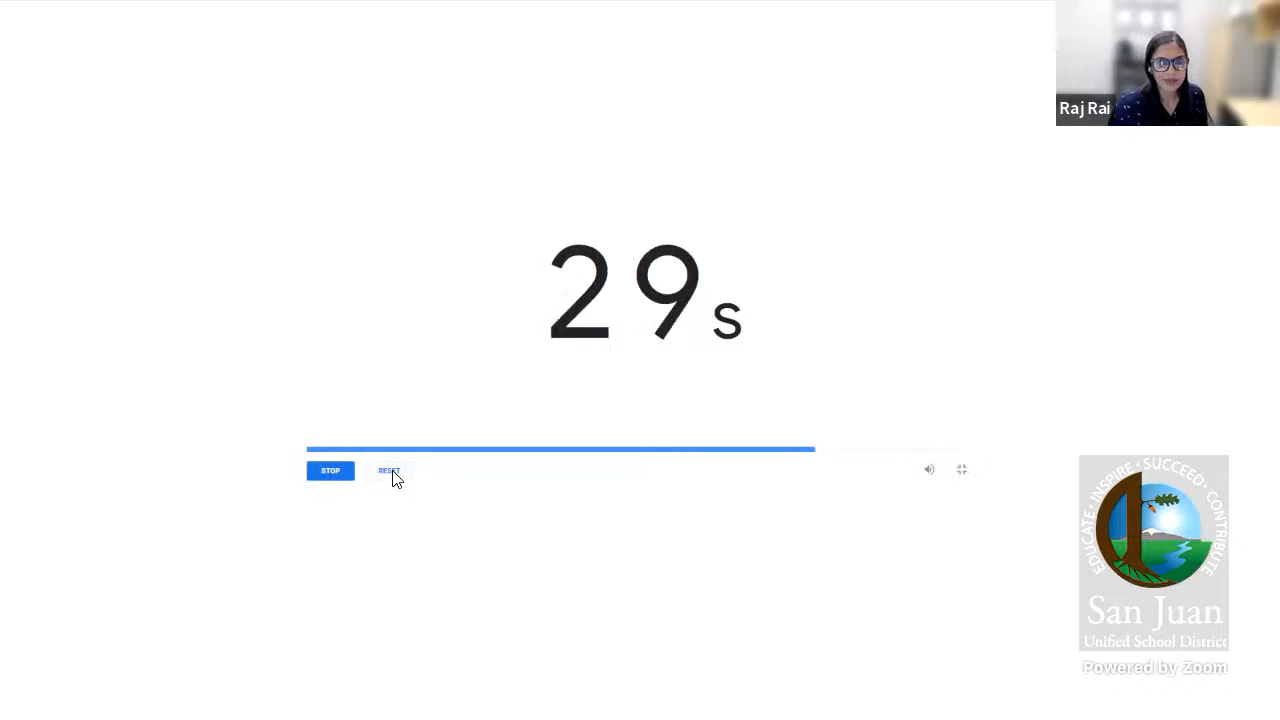 Raj Rai
29s
STOP
RESET
EDUCATE • INSPIRE • SUCCEED • CONTRIBUTE
San Juan
Unified School District
Powered by Zoom